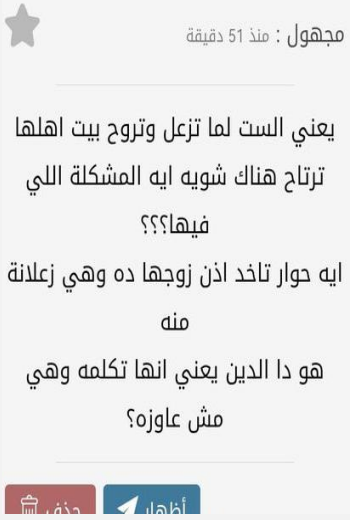 مجهول : منذ 51 دقيقة
يعني الست لما تزعل وتروح بيت اهلها
ترتاح هناك شويه ايه المشكلة اللي
فيها؟؟؟
ايه حوار تاخد اذن زوجها ده وهي زعلانة
منه
هو دا الدين يعني انها تكلمه وهي
مش عاوزه؟
أظهار حذف